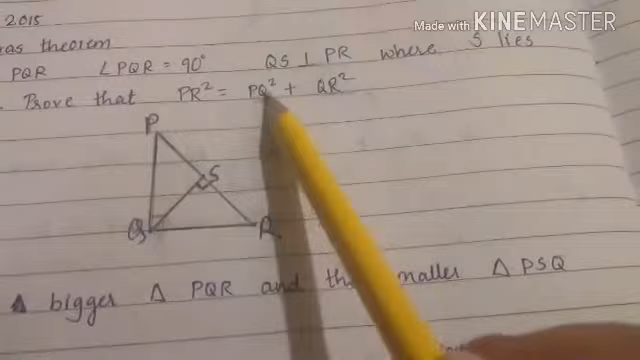 Made with KINEMASTER
2015
as theorem
PQR ∠PQR = 90° QS ⊥ PR where S lies
Prove that PR² = PQ² + QR²
P
S
Q
R
bigger △ PQR and the smaller △ PSQ